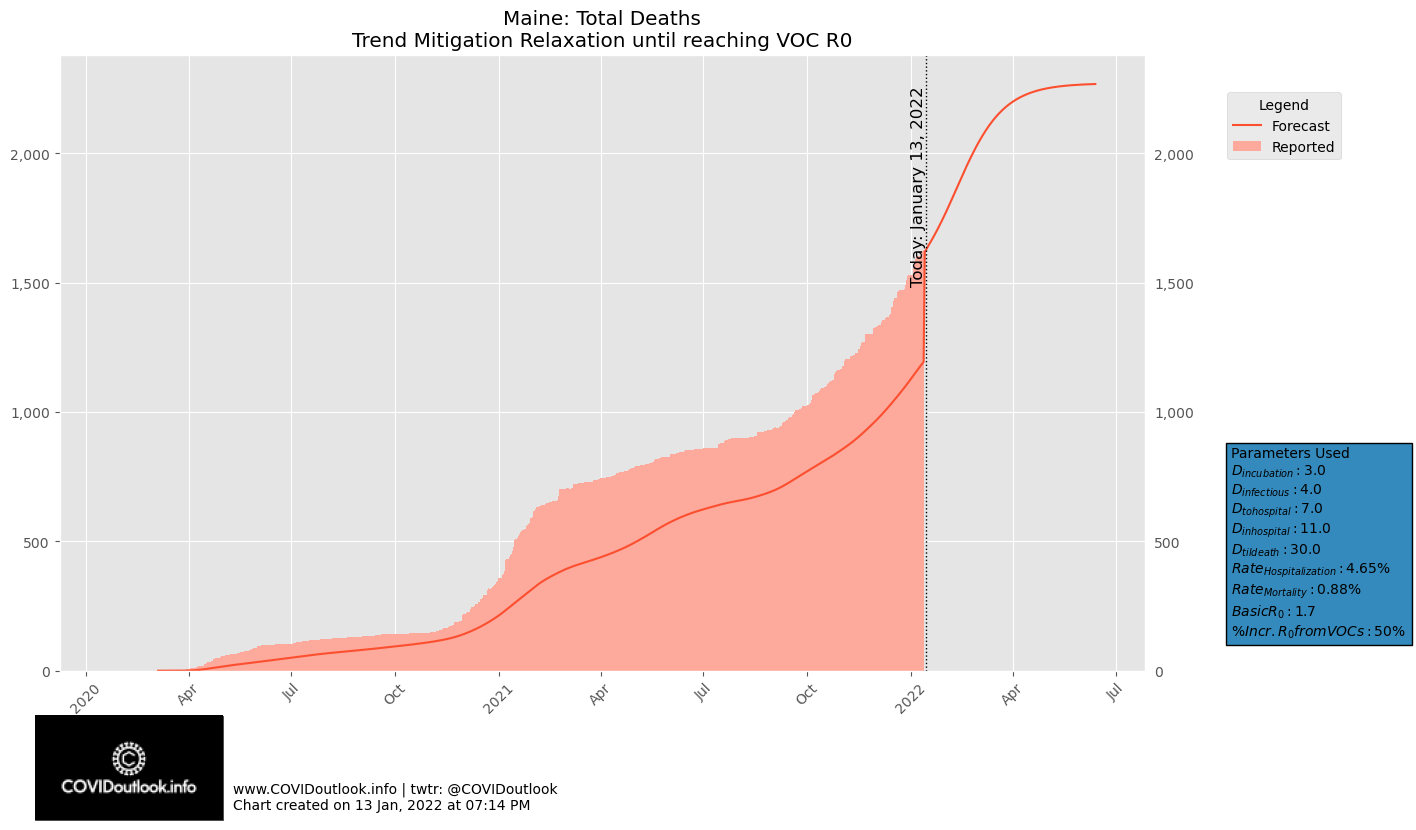 Maine: Total Deaths
Trend Mitigation Relaxation until reaching VOC R0
2,000
1,500
1,000
500
0
2,000
1,500
1,000
500
0
Today: January 13, 2022
2020
Apr
Jul
Oct
2021
Apr
Jul
Oct
2022
Apr
Jul
Legend
Forecast
Reported
Parameters Used
D_incubation : 3.0
D_infectious : 4.0
D_tohospital : 7.0
D_inhospital : 11.0
D_tildeath : 30.0
Rate_Hospitalization : 4.65%
Rate_Mortality : 0.88%
BasicR_0 : 1.7
%Incr. R_0 fromVOCs : 50%
COVIDoutlook.info
www.COVIDoutlook.info | twtr: @COVIDoutlook
Chart created on 13 Jan, 2022 at 07:14 PM